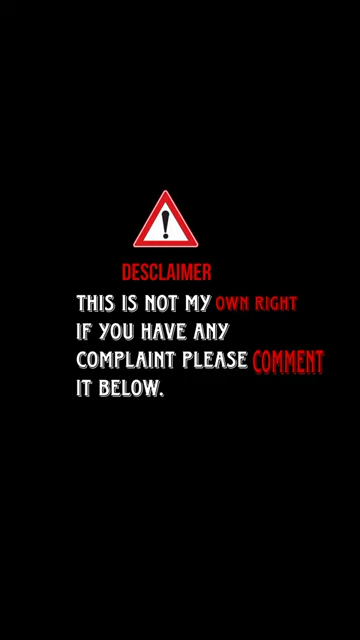 DESCLAIMER
THIS IS NOT MY OWN RIGHT
IF YOU HAVE ANY
COMPLAINT PLEASE COMMENT
IT BELOW.